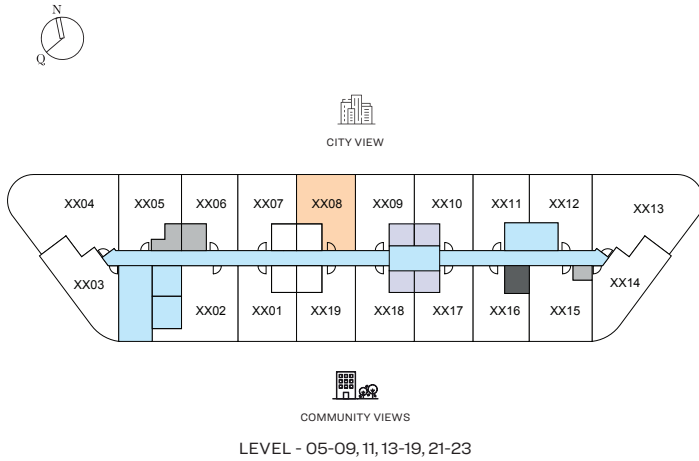 N
Q
CITY VIEW
XX04 XX05 XX06 XX07 XX08 XX09 XX10 XX11 XX12 XX13
XX03 XX14
XX02 XX01 XX19 XX18 XX17 XX16 XX15
COMMUNITY VIEWS
LEVEL - 05-09, 11, 13-19, 21-23